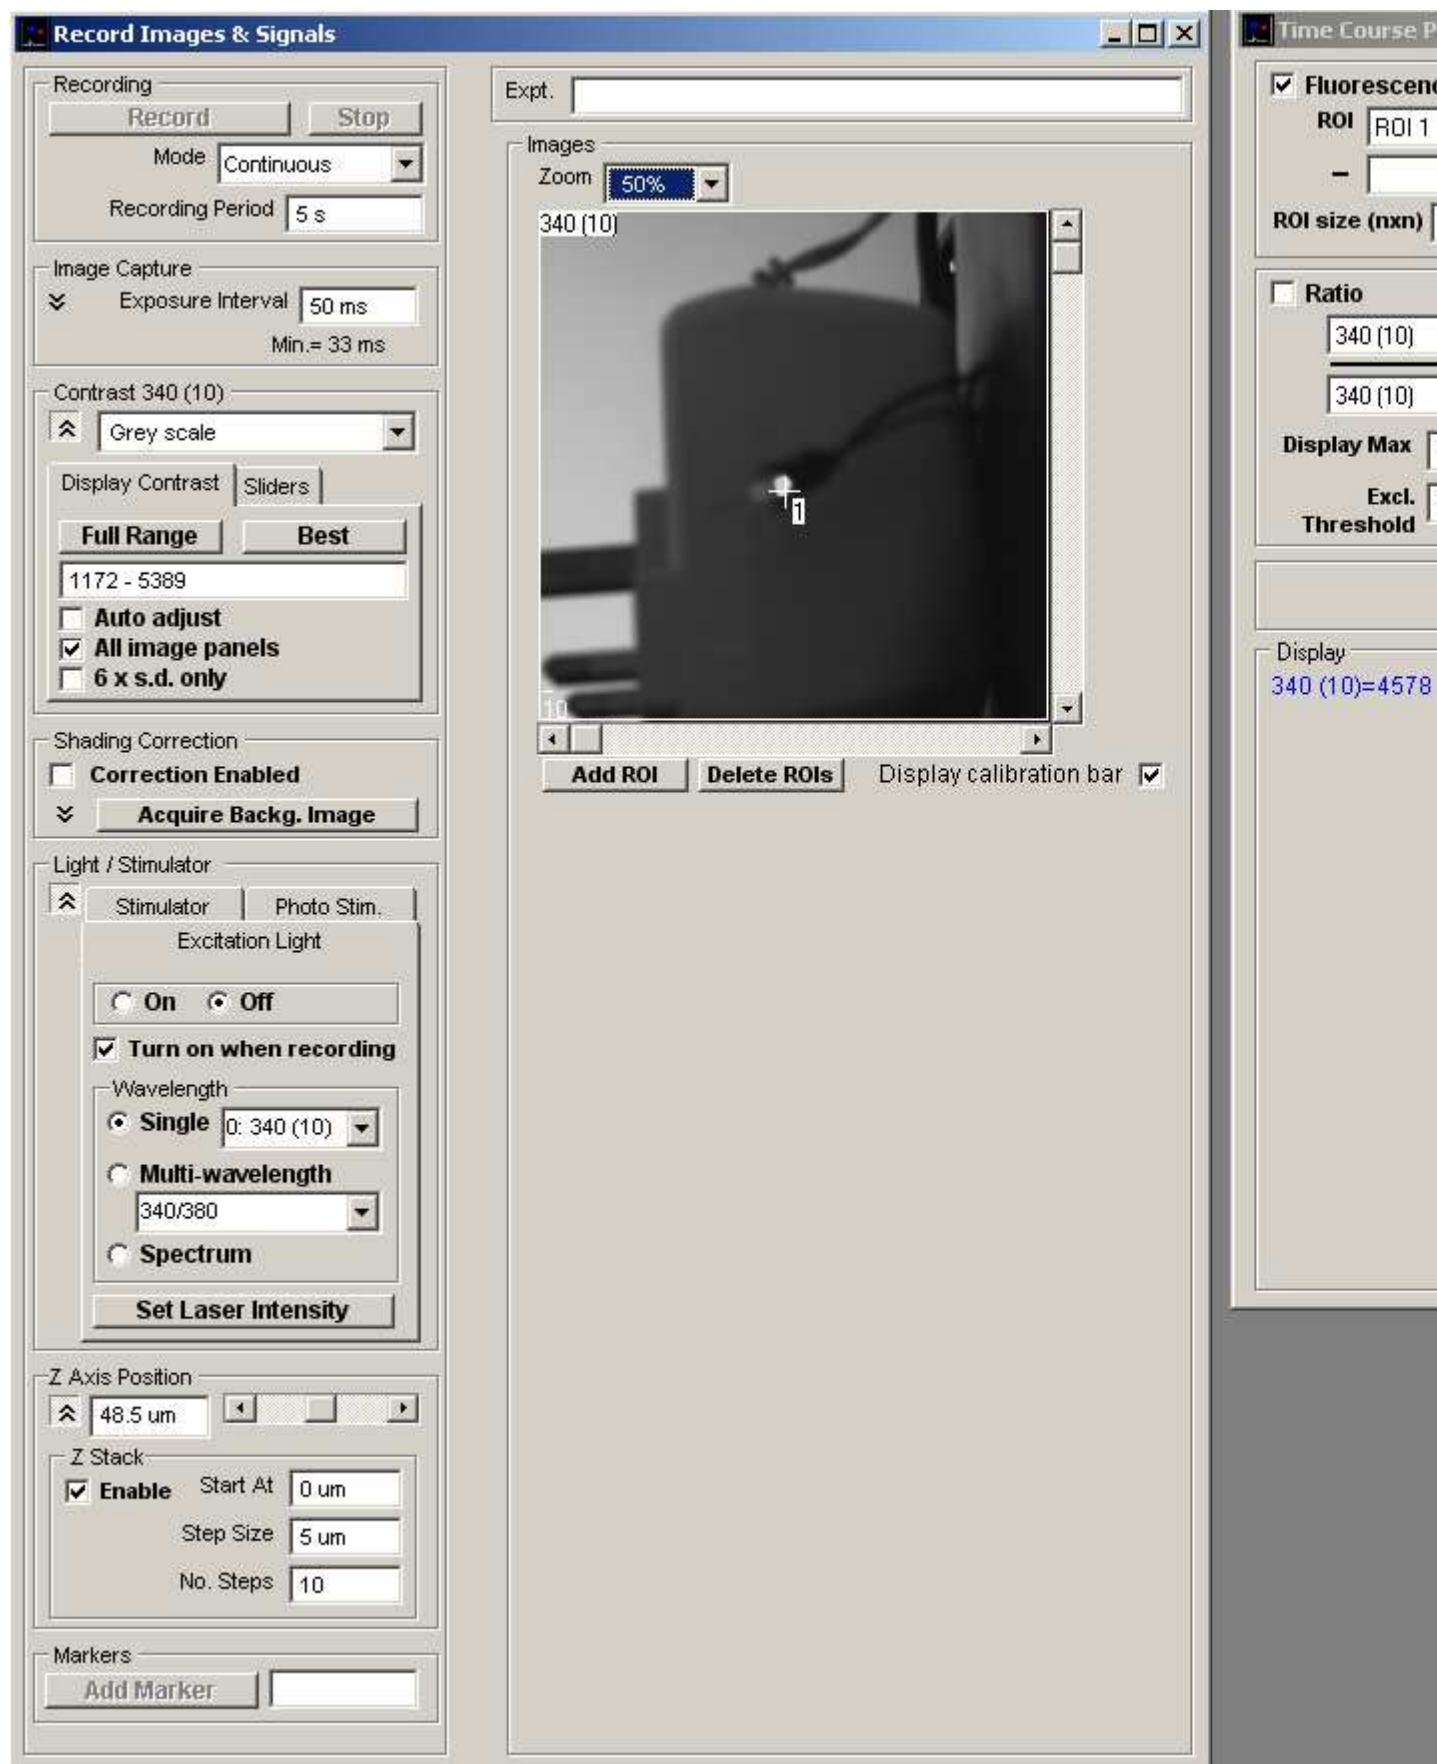 Record Images & Signals
Recording
Record Stop
Mode Continuous
Recording Period 5 s
Image Capture
Exposure Interval 50 ms
Min.= 33 ms
Contrast 340 (10)
Grey scale
Display Contrast Sliders
Full Range Best
1172 - 5389
Auto adjust
All image panels
6 x s.d. only
Shading Correction
Correction Enabled
Acquire Backg. Image
Light / Stimulator
Stimulator Photo Stim.
Excitation Light
On Off
Turn on when recording
Wavelength
Single 0: 340 (10)
Multi-wavelength
340/380
Spectrum
Set Laser Intensity
Z Axis Position
48.5 um
Z Stack
Enable Start At 0 um
Step Size 5 um
No. Steps 10
Markers
Add Marker
Expt.
Images
Zoom 50%
340 (10)
1
10
Add ROI Delete ROIs Display calibration bar
Time Course P
Fluorescenc
ROI ROI 1
–
ROI size (nxn)
Ratio
340 (10)
340 (10)
Display Max
Excl.
Threshold
Display
340 (10)=4578